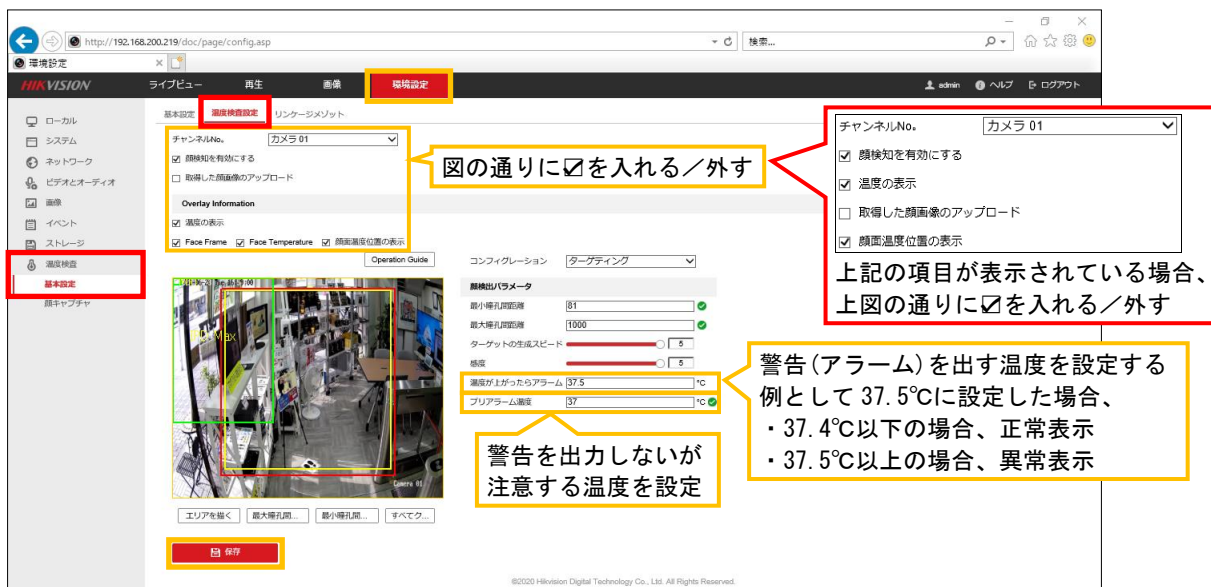 http://192.168.200.219/doc/page/config.asp
検索...
環境設定
HIKVISION
ライブビュー
再生
画像
環境設定
admin
ヘルプ
ログアウト
ローカル
システム
ネットワーク
ビデオとオーディオ
画像
イベント
ストレージ
温度検査
基本設定
顔キャプチャ
基本設定
温度検査設定
リンケージメソット
チャンネルNo。
カメラ 01
☑ 顔検知を有効にする
☐ 取得した顔画像のアップロード
Overlay Information
☑ 温度の表示
☑ Face Frame ☑ Face Temperature ☑ 顔面温度位置の表示
Operation Guide
Camera 01
エリアを描く
最大瞳孔間...
最小瞳孔間...
すべてク...
保存
コンフィグレーション
ターゲティング
顔検出パラメータ
最小瞳孔間距離
81
最大瞳孔間距離
1000
ターゲットの生成スピード
5
感度
5
温度が上がったらアラーム
37.5
℃
プリアラーム温度
37
℃
図の通りに☑を入れる／外す
警告を出力しないが
注意する温度を設定
警告(アラーム)を出す温度を設定する
例として 37.5℃に設定した場合、
・37.4℃以下の場合、正常表示
・37.5℃以上の場合、異常表示
チャンネルNo。
カメラ 01
☑ 顔検知を有効にする
☑ 温度の表示
☐ 取得した顔画像のアップロード
☑ 顔面温度位置の表示
上記の項目が表示されている場合、
上図の通りに☑を入れる／外す
©2020 Hikvision Digital Technology Co., Ltd. All Rights Reserved.